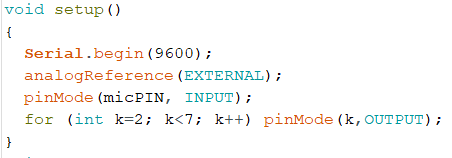 void setup()
{
  Serial.begin(9600);
  analogReference(EXTERNAL);
  pinMode(micPIN, INPUT);
  for (int k=2; k<7; k++) pinMode(k,OUTPUT);
}